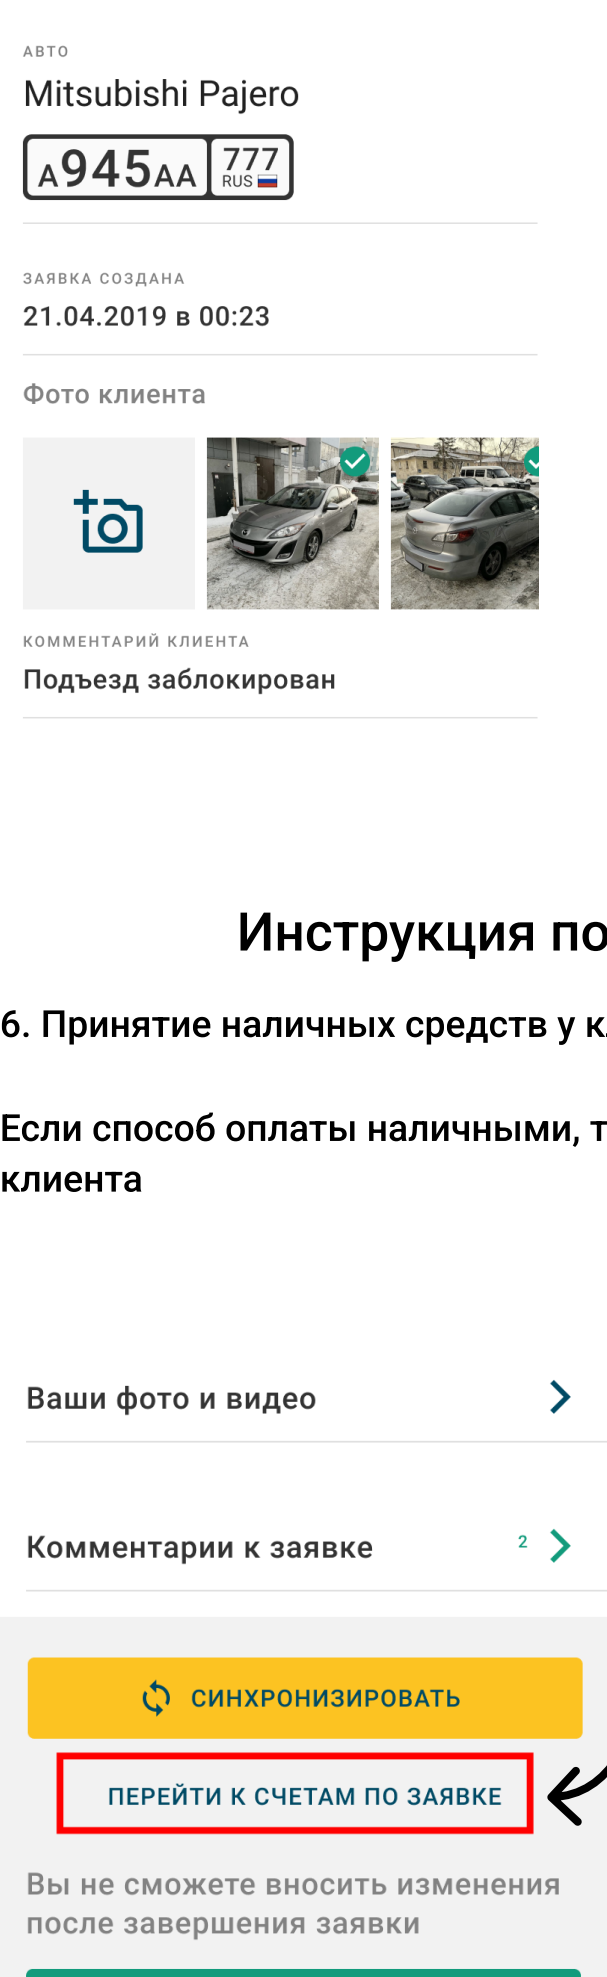 АВТО
Mitsubishi Pajero
А945АА 777
RUS
ЗАЯВКА СОЗДАНА
21.04.2019 в 00:23
Фото клиента
КОММЕНТАРИЙ КЛИЕНТА
Подъезд заблокирован
Инструкция по
6. Принятие наличных средств у к
Если способ оплаты наличными, т
клиента
Ваши фото и видео
Комментарии к заявке 2
СИНХРОНИЗИРОВАТЬ
ПЕРЕЙТИ К СЧЕТАМ ПО ЗАЯВКЕ
Вы не сможете вносить изменения
после завершения заявки